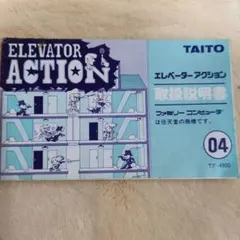 ELEVATOR
ACTION
TAITO
エレベーターアクション
取扱説明書
ファミリー コンピュータ
は任天堂の商標です。
04